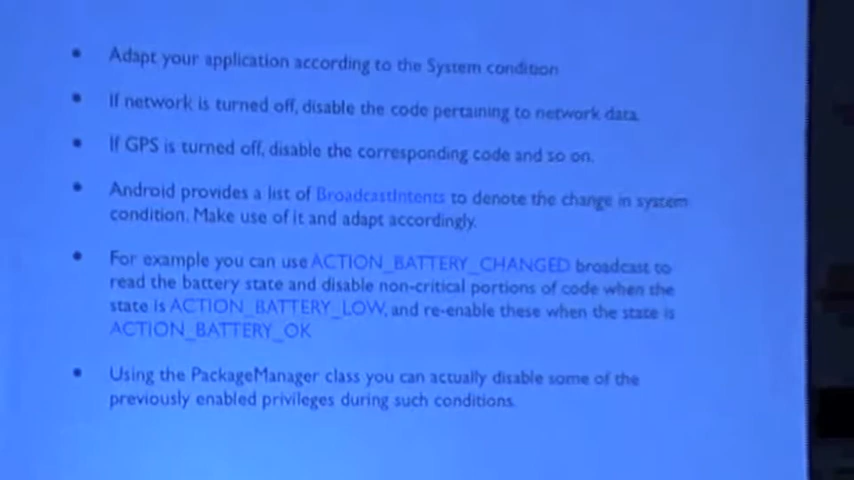 • Adapt your application according to the System condition
• If network is turned off, disable the code pertaining to network data.
• If GPS is turned off, disable the corresponding code and so on.
• Android provides a list of BroadcastIntents to denote the change in system
condition. Make use of it and adapt accordingly.
• For example you can use ACTION_BATTERY_CHANGED broadcast to
read the battery state and disable non-critical portions of code when the
state is ACTION_BATTERY_LOW, and re-enable these when the state is
ACTION_BATTERY_OK
• Using the PackageManager class you can actually disable some of the
previously enabled privileges during such conditions.